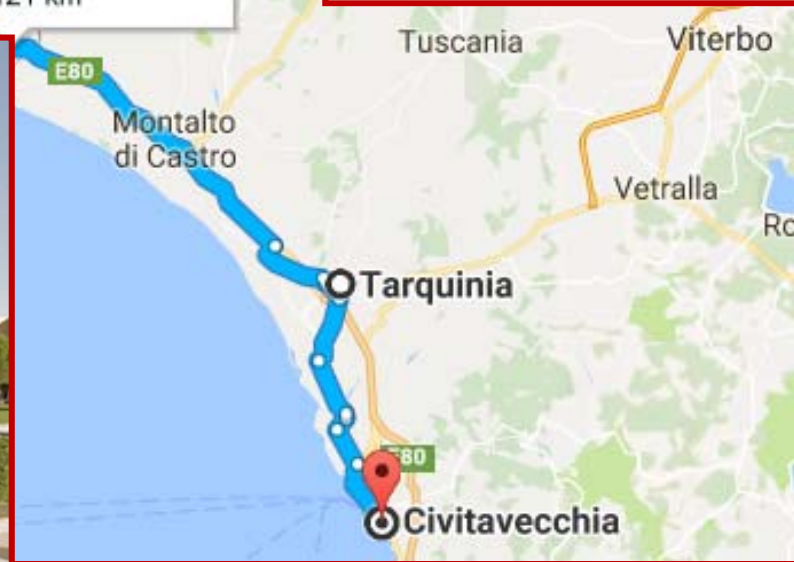 Tuscania
Viterbo
E80
Montalto
di Castro
Vetralla
Tarquinia
E80
Civitavecchia